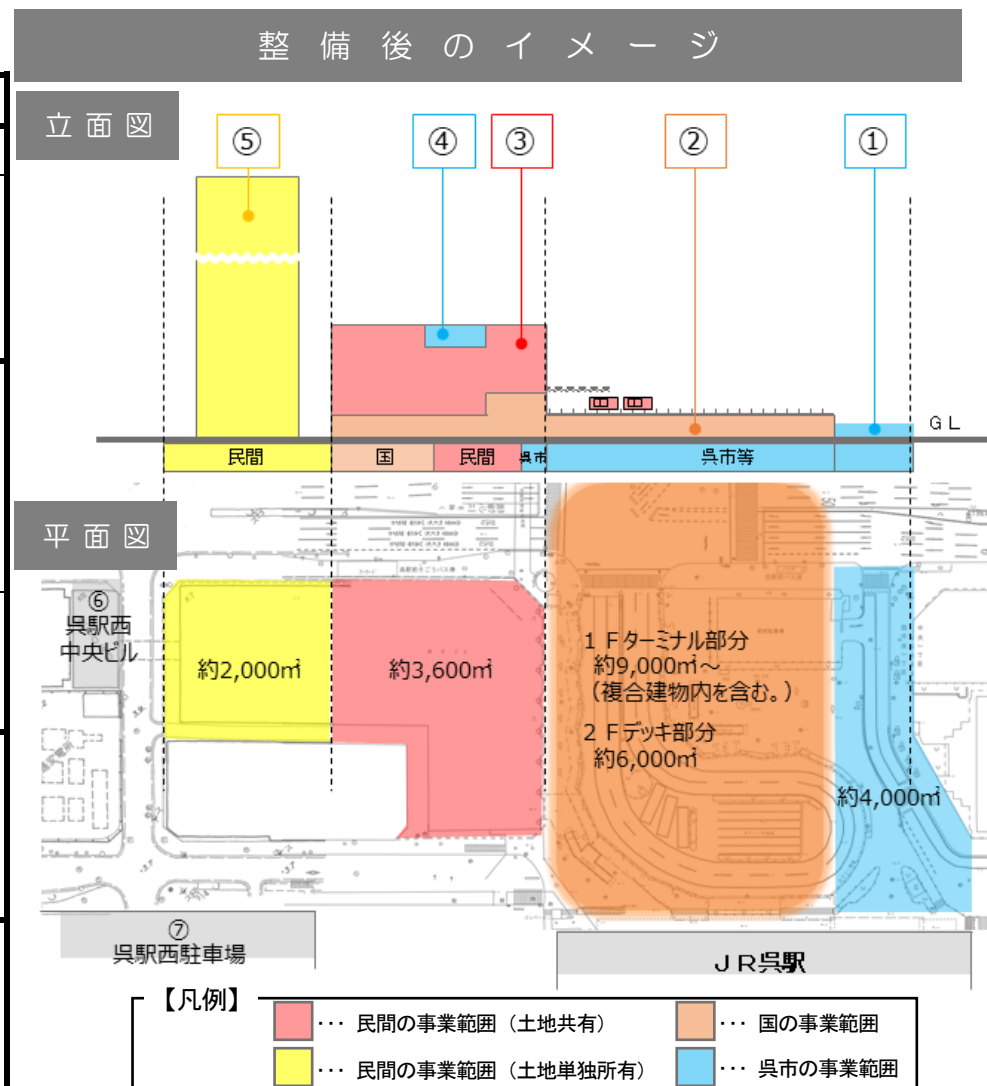 整備後のイメージ
立面図
⑤ ④ ③ ② ①
GL
民間 国 民間 呉市 呉市等
平面図
⑥
呉駅西
中央ビル
約2,000㎡
約3,600㎡
1Fターミナル部分
約9,000㎡～
(複合建物内を含む。)
2Fデッキ部分
約6,000㎡
約4,000㎡
⑦
呉駅西駐車場
JR呉駅
【凡例】
･･･ 民間の事業範囲（土地共有）
･･･ 国の事業範囲
･･･ 民間の事業範囲（土地単独所有）
･･･ 呉市の事業範囲